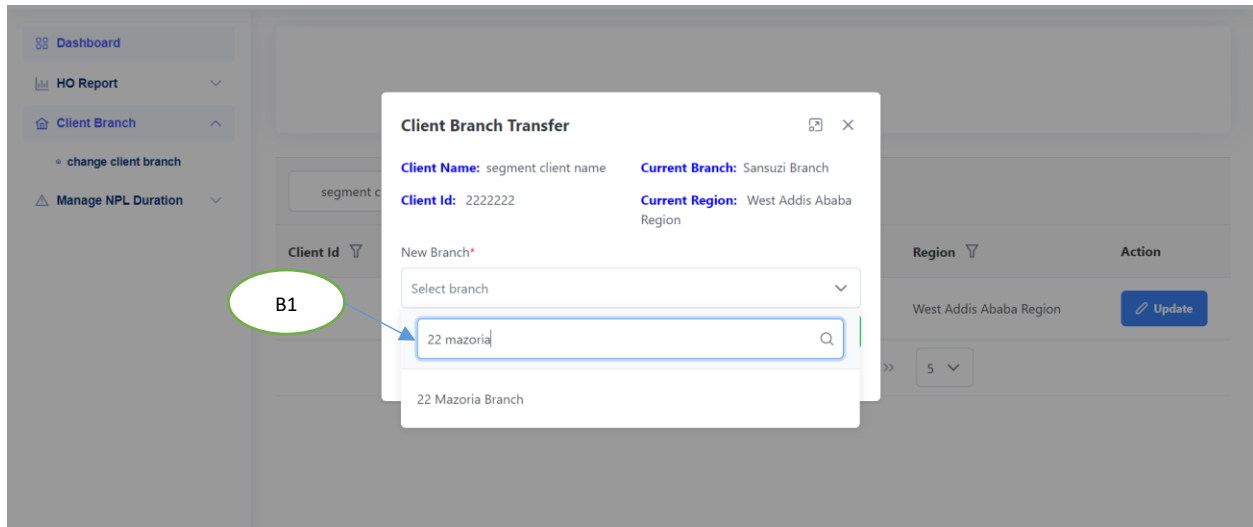 Dashboard
HO Report
Client Branch
change client branch
Manage NPL Duration
segment c
Client Id
Client Branch Transfer
Client Name: segment client name
Current Branch: Sansuzi Branch
Client Id: 2222222
Current Region: West Addis Ababa
Region
New Branch*
Select branch
B1
22 mazoria
22 Mazoria Branch
Region
Action
West Addis Ababa Region
Update
>>
5